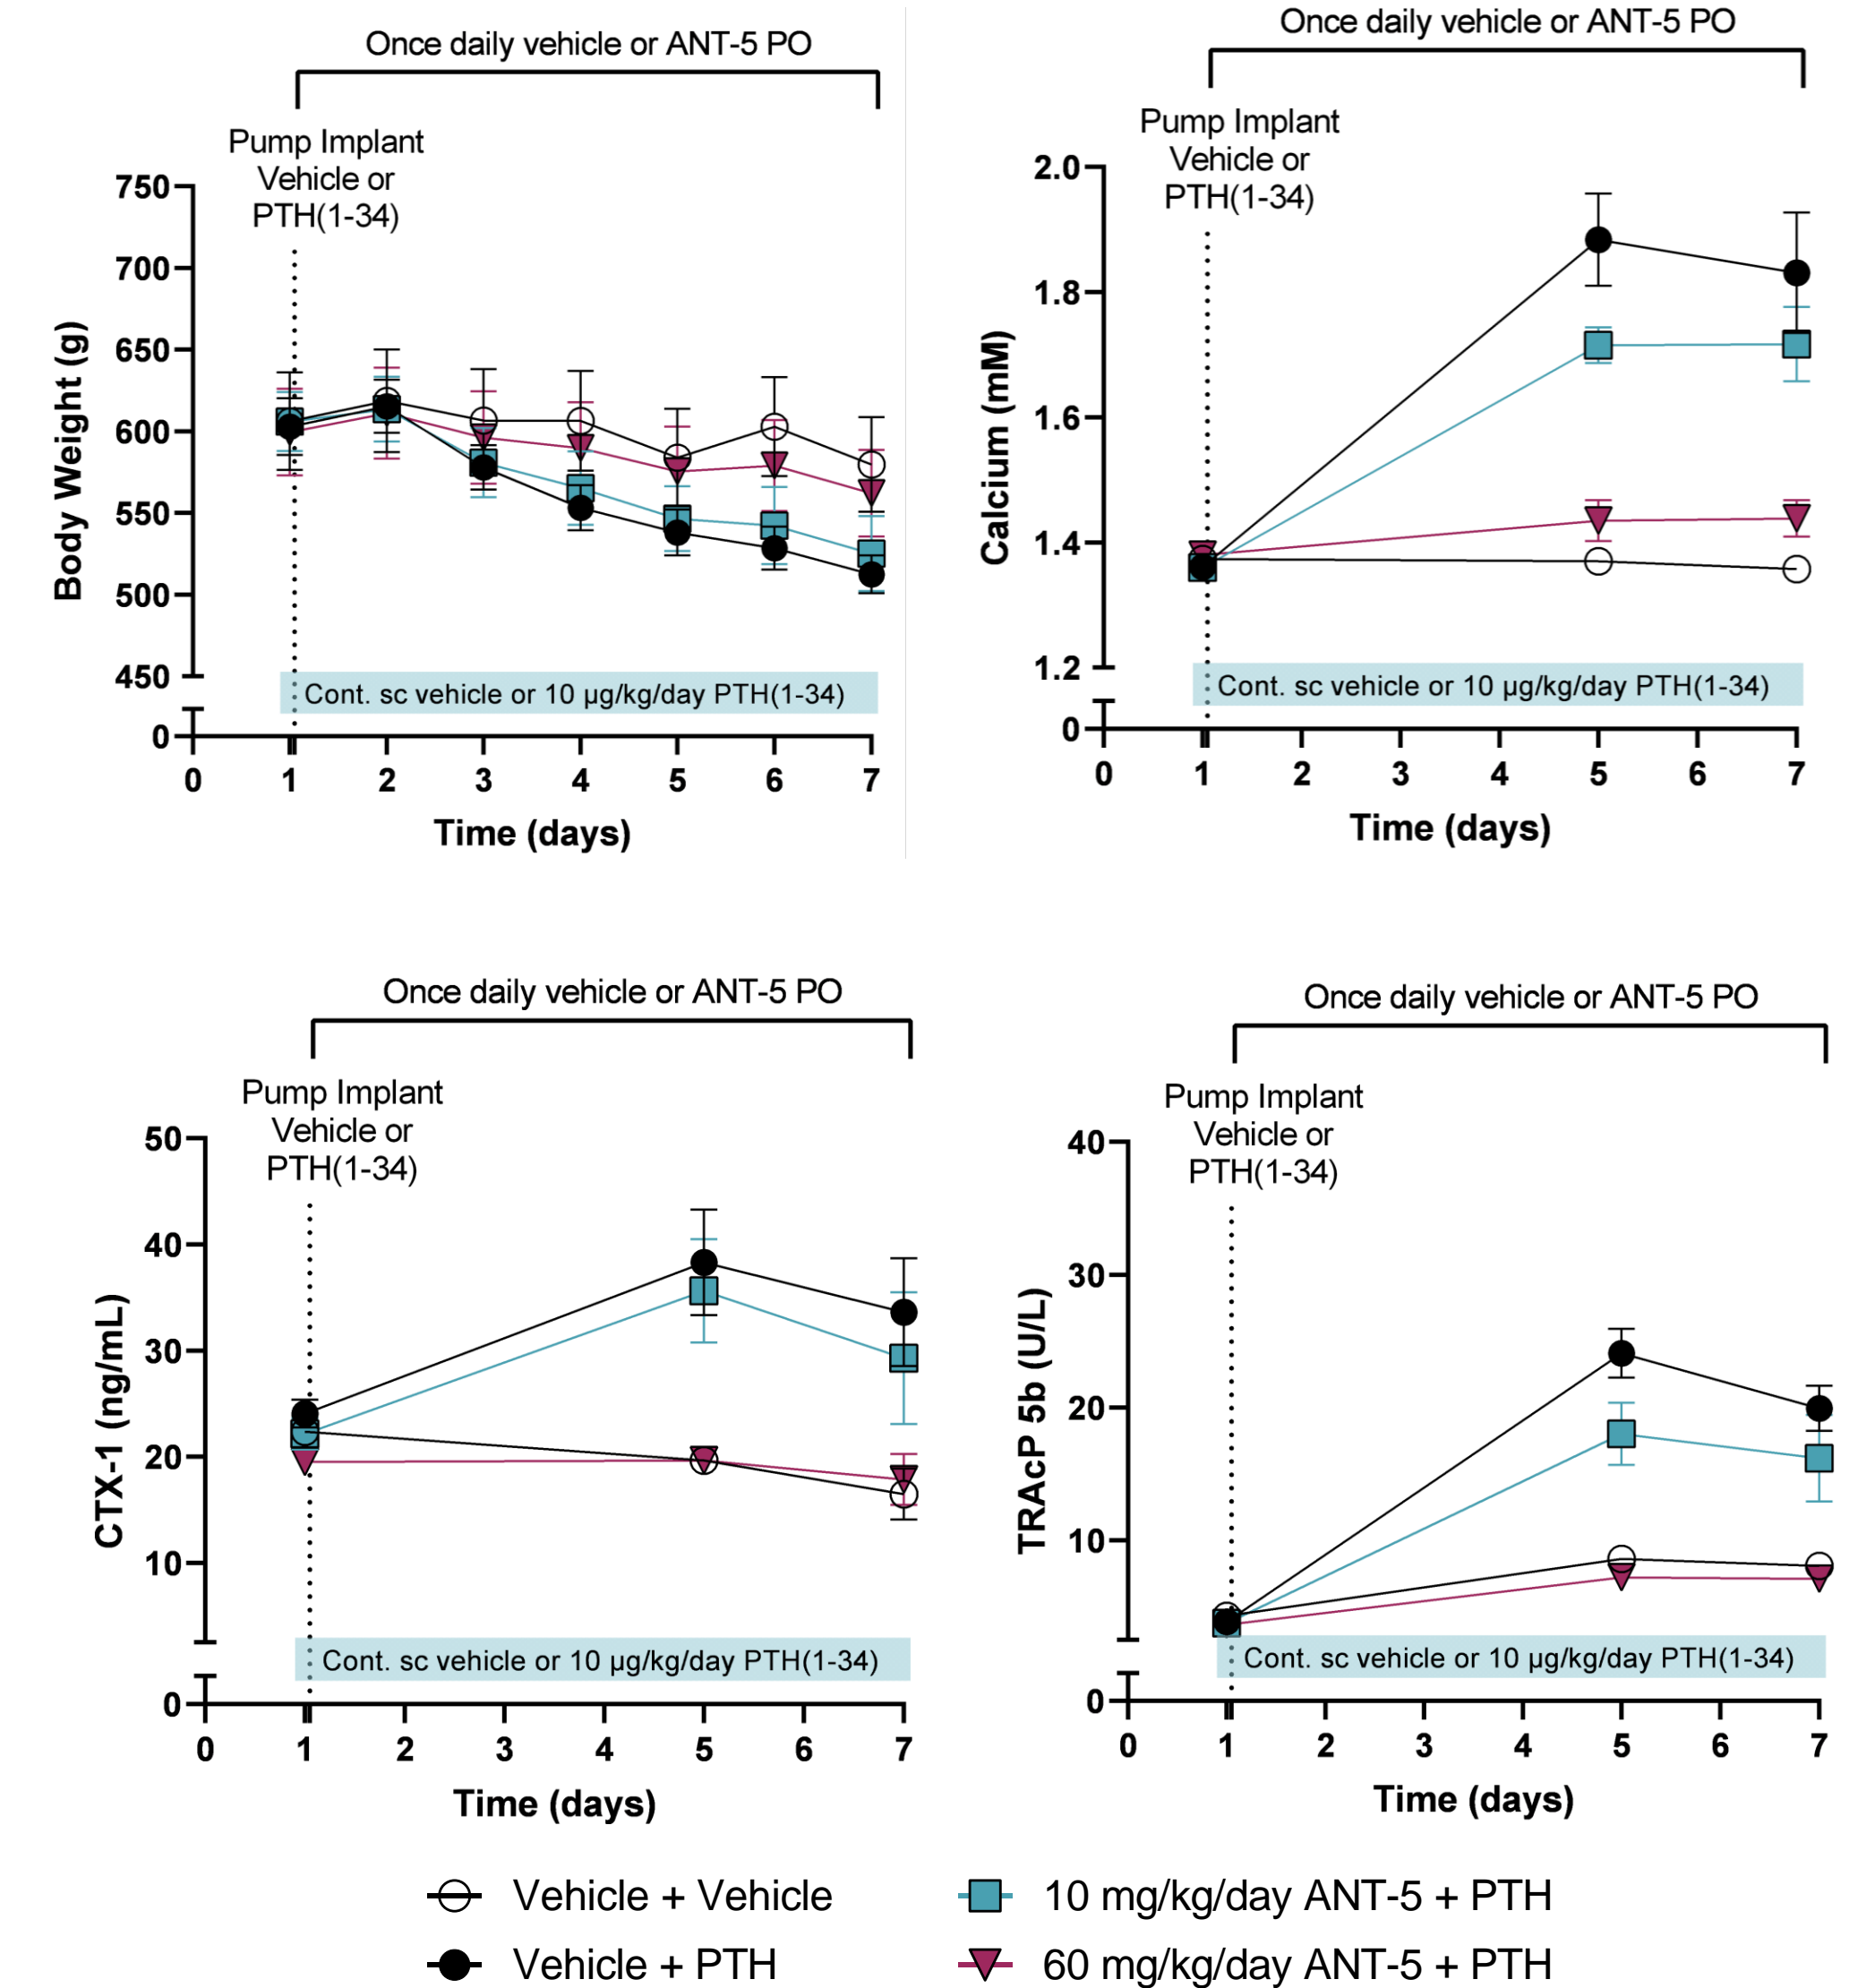 Once daily vehicle or ANT-5 PO
Pump Implant
Vehicle or
PTH(1-34)
750
700
650
600
550
500
450
0
Body Weight (g)
Cont. sc vehicle or 10 µg/kg/day PTH(1-34)
0 1 2 3 4 5 6 7
Time (days)
Once daily vehicle or ANT-5 PO
Pump Implant
Vehicle or
PTH(1-34)
2.0
1.8
1.6
1.4
1.2
0
Calcium (mM)
Cont. sc vehicle or 10 µg/kg/day PTH(1-34)
0 1 2 3 4 5 6 7
Time (days)
Once daily vehicle or ANT-5 PO
Pump Implant
Vehicle or
PTH(1-34)
50
40
30
20
10
0
CTX-1 (ng/mL)
Cont. sc vehicle or 10 µg/kg/day PTH(1-34)
0 1 2 3 4 5 6 7
Time (days)
Once daily vehicle or ANT-5 PO
Pump Implant
Vehicle or
PTH(1-34)
40
30
20
10
0
TRAcP 5b (U/L)
Cont. sc vehicle or 10 µg/kg/day PTH(1-34)
0 1 2 3 4 5 6 7
Time (days)
Vehicle + Vehicle
10 mg/kg/day ANT-5 + PTH
Vehicle + PTH
60 mg/kg/day ANT-5 + PTH